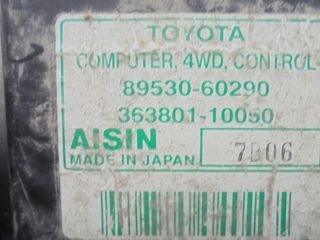 TOYOTA
COMPUTER, 4WD, CONTROL
89530-60290
363801-10050
AISIN
MADE IN JAPAN 7B06